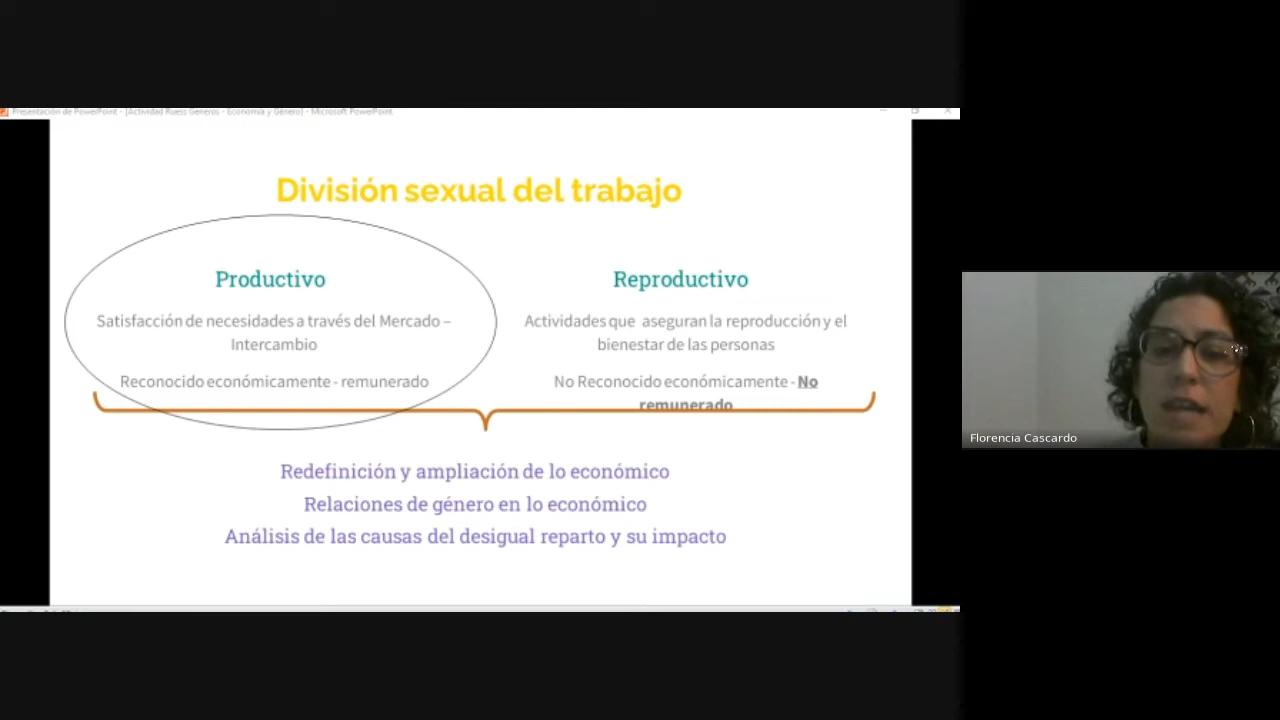 Presentación de PowerPoint - [Actividad Ruess Generos - Economía y Género] - Microsoft PowerPoint
División sexual del trabajo
Productivo
Satisfacción de necesidades a través del Mercado –
Intercambio
Reconocido económicamente - remunerado
Reproductivo
Actividades que aseguran la reproducción y el
bienestar de las personas
No Reconocido económicamente - No
remunerado
Redefinición y ampliación de lo económico
Relaciones de género en lo económico
Análisis de las causas del desigual reparto y su impacto
Florencia Cascardo